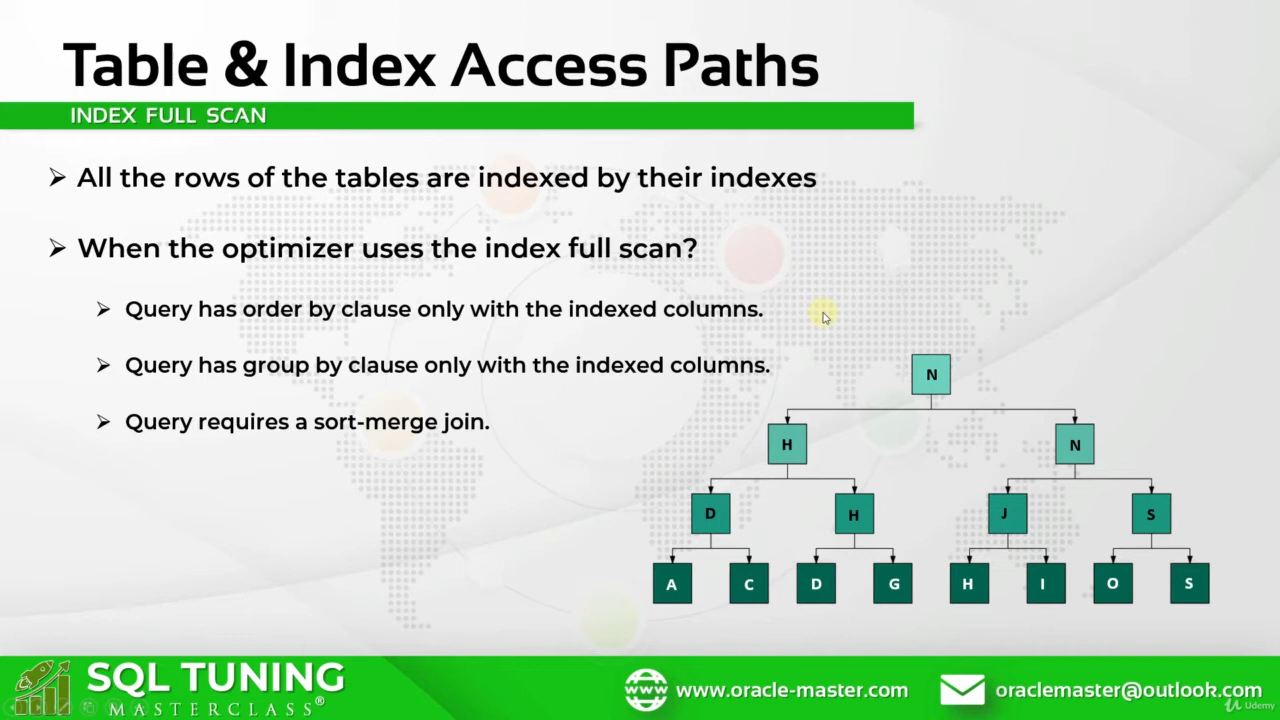 Table & Index Access Paths
INDEX FULL SCAN
All the rows of the tables are indexed by their indexes
When the optimizer uses the index full scan?
Query has order by clause only with the indexed columns.
Query has group by clause only with the indexed columns.
Query requires a sort-merge join.
N
H N
D H J S
A C D G H I O S
SQL TUNING
MASTERCLASS®
www.oracle-master.com
oraclemaster@outlook.com
Udemy